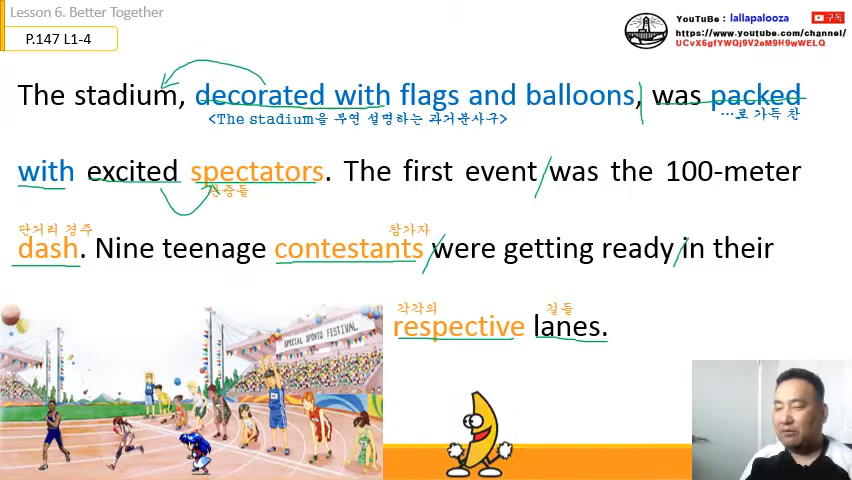 Lesson 6. Better Together
P.147 L1-4
YouTuBe : lallapalooza
구독
https://www.youtube.com/channel/
UCvX6gfYWQj9V2eM9H9wWELQ
The stadium, decorated with flags and balloons, was packed
<The stadium을 부연 설명하는 과거분사구>
…로 가득 찬
with excited spectators. The first event was the 100-meter
관중들
단거리 경주
참가자
dash. Nine teenage contestants were getting ready in their
각각의
길들
respective lanes.
SPECIAL SPORTS FESTIVAL